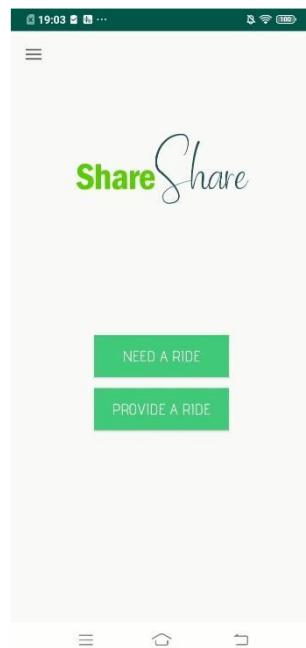 19:03
100
ShareShare
NEED A RIDE
PROVIDE A RIDE